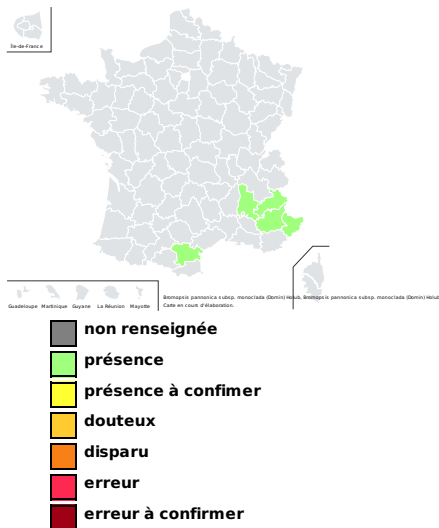 Île-de-France
Guadeloupe Martinique Guyane La Réunion Mayotte
Bromopsis pannonica subsp. monoclada (Domin) Holub, Bromopsis pannonica subsp. monoclada (Domin) Holub
Carte en cours d'élaboration.
non renseignée
présence
présence à confimer
douteux
disparu
erreur
erreur à confirmer